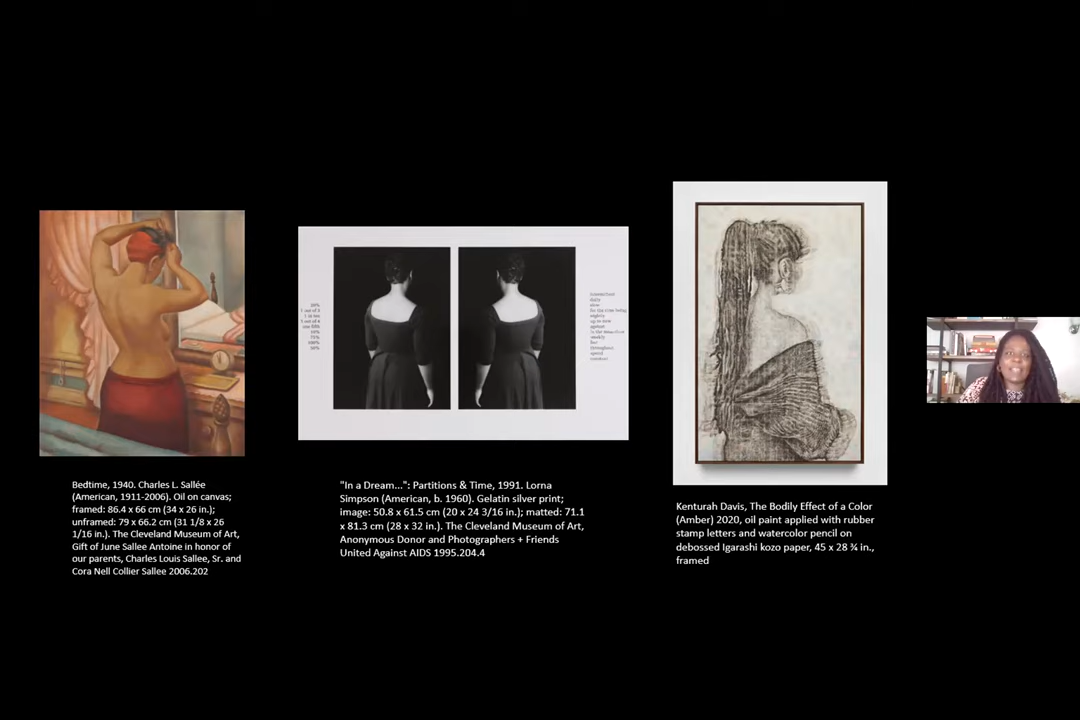 Bedtime, 1940. Charles L. Sallée
(American, 1911-2006). Oil on canvas;
framed: 86.4 x 66 cm (34 x 26 in.);
unframed: 79 x 66.2 cm (31 1/8 x 26
1/16 in.). The Cleveland Museum of Art,
Gift of June Sallee Antoine in honor of
our parents, Charles Louis Sallee, Sr. and
Cora Nell Collier Sallee 2006.202
"In a Dream...": Partitions & Time, 1991. Lorna
Simpson (American, b. 1960). Gelatin silver print;
image: 50.8 x 61.5 cm (20 x 24 3/16 in.); matted: 71.1
x 81.3 cm (28 x 32 in.). The Cleveland Museum of Art,
Anonymous Donor and Photographers + Friends
United Against AIDS 1995.204.4
Kenturah Davis, The Bodily Effect of a Color
(Amber) 2020, oil paint applied with rubber
stamp letters and watercolor pencil on
debossed Igarashi kozo paper, 45 x 28 ¾ in.,
framed